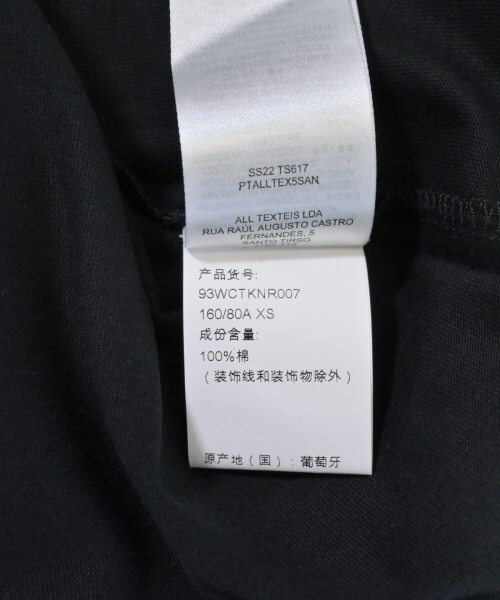 SS22 TS617
PTALLTEX5SAN
ALL TEXTEIS LDA
RUA RAÚL AUGUSTO CASTRO
FERNANDES, 5
SANTO TIRSO
产品货号:
93WCTKNR007
160/80A XS
成份含量:
100%棉
(装饰线和装饰物除外)
原产地(国):葡萄牙